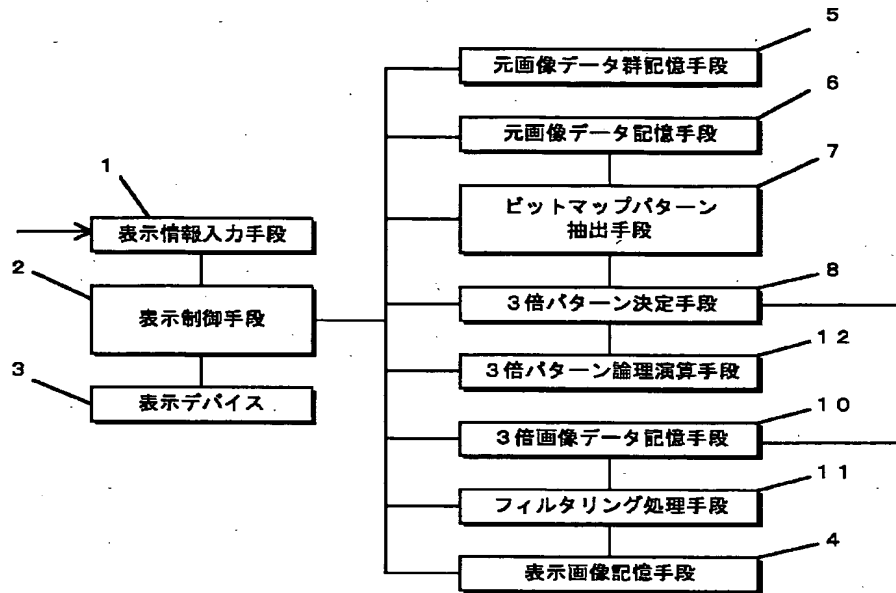 5
元画像データ群記憶手段
6
元画像データ記憶手段
7
ビットマップパターン
抽出手段
1
表示情報入力手段
2
表示制御手段
3
表示デバイス
8
3倍パターン決定手段
12
3倍パターン論理演算手段
10
3倍画像データ記憶手段
11
フィルタリング処理手段
4
表示画像記憶手段